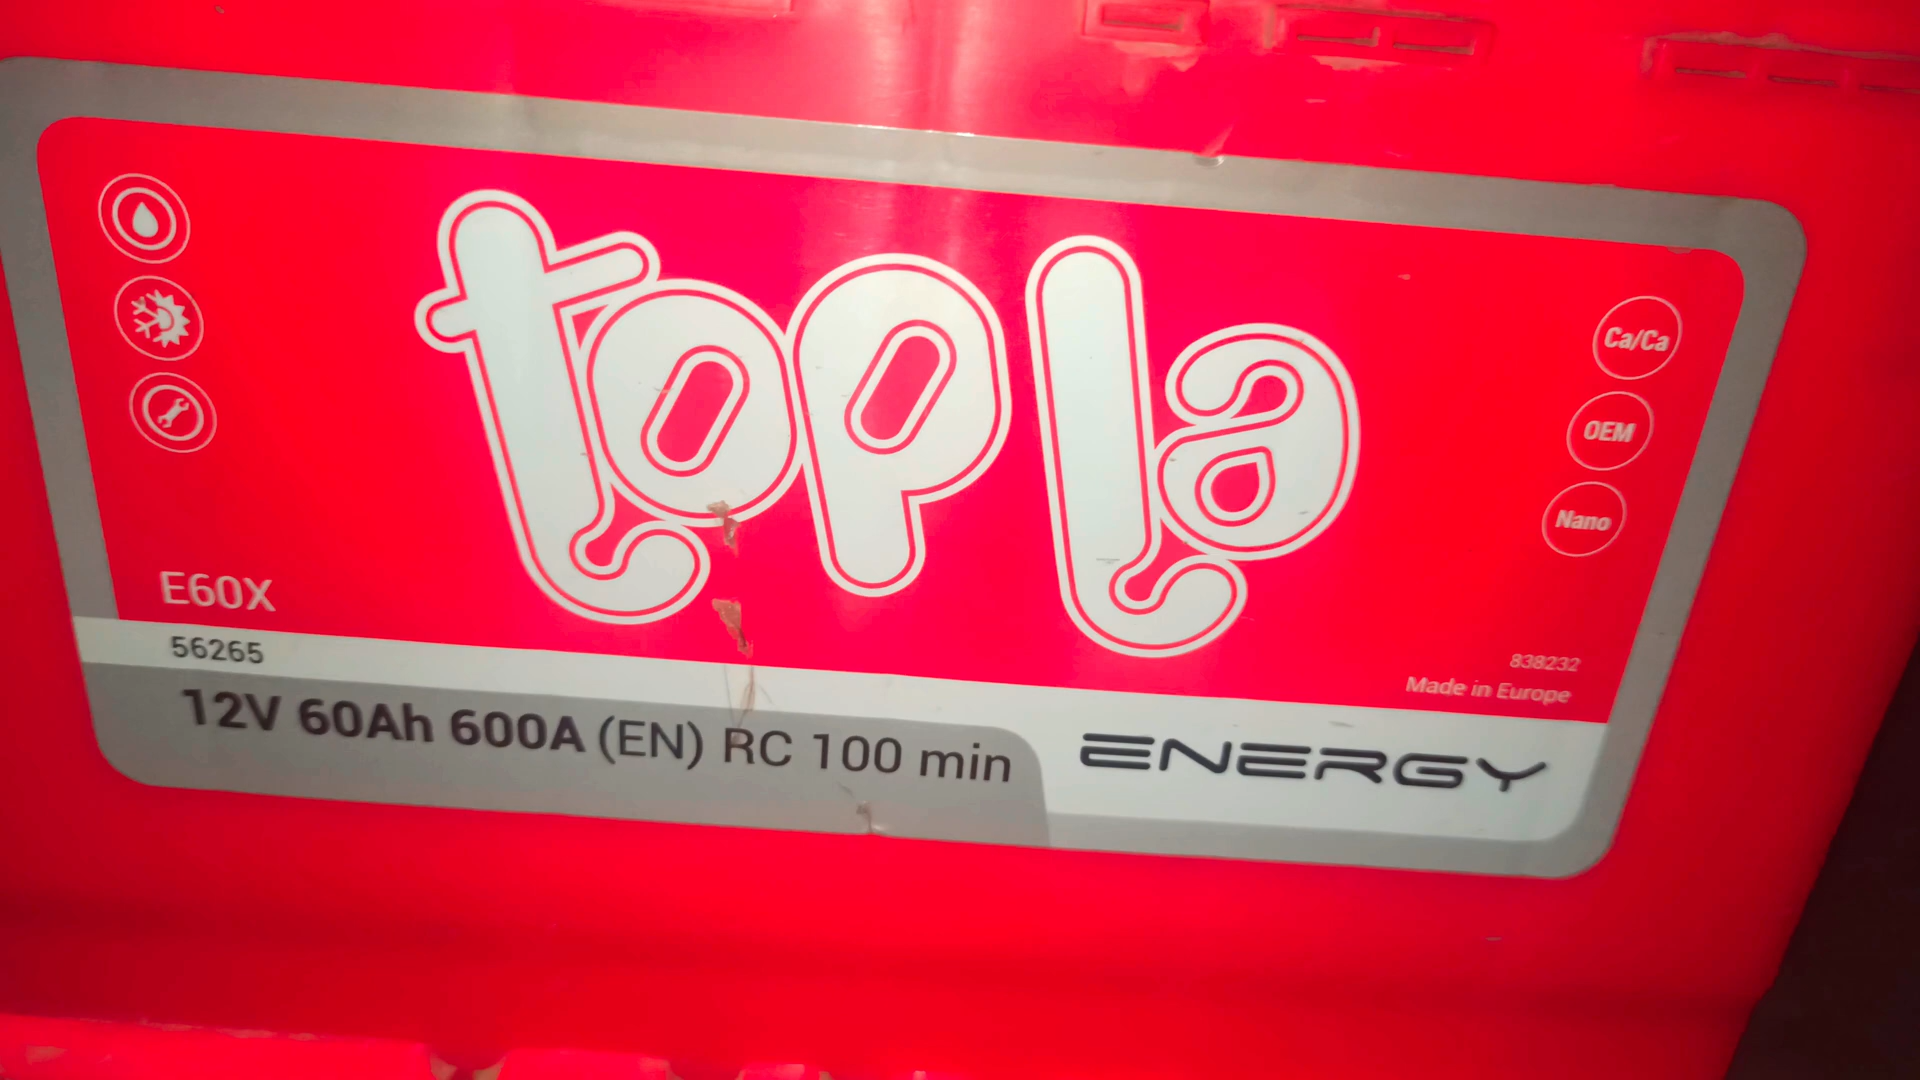 topla
Ca/Ca
OEM
Nano
E60X
56265
838232
Made in Europe
12V 60Ah 600A (EN) RC 100 min
ENERGY